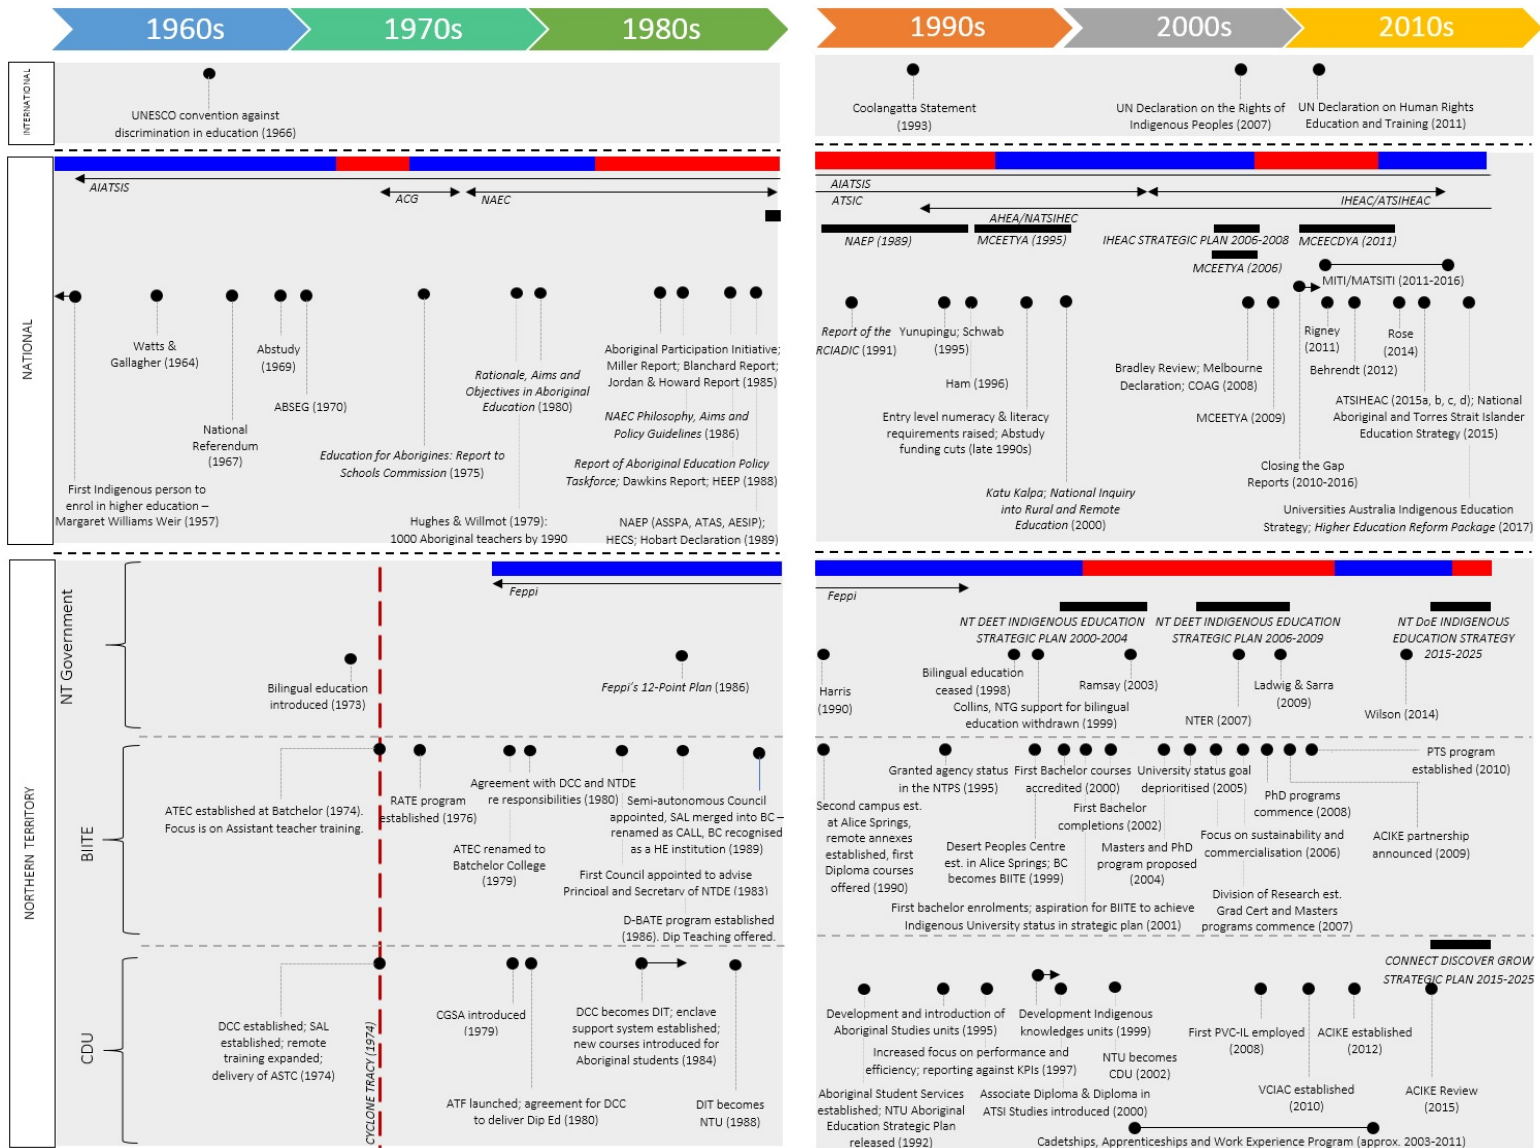 1960s
1970s
1980s
1990s
2000s
2010s
INTERNATIONAL
UNESCO convention against
discrimination in education (1966)
Coolangatta Statement
(1993)
UN Declaration on the Rights of
Indigenous Peoples (2007)
UN Declaration on Human Rights
Education and Training (2011)
NATIONAL
AIATSIS
ACG
NAEC
AIATSIS
ATSIC
IHEAC/ATSIHEAC
AHEA/NATSIHEC
NAEP (1989)
MCEETYA (1995)
IHEAC STRATEGIC PLAN 2006-2008
MCEECDYA (2011)
MCEETYA (2006)
MITI/MATSITI (2011-2016)
Watts &
Gallagher (1964)
Abstudy
(1969)
ABSEG (1970)
National
Referendum
(1967)
First Indigenous person to
enrol in higher education –
Margaret Williams Weir (1957)
Education for Aborigines: Report to
Schools Commission (1975)
Rationale, Aims and
Objectives in Aboriginal
Education (1980)
Hughes & Willmot (1979):
1000 Aboriginal teachers by 1990
Aboriginal Participation Initiative;
Miller Report; Blanchard Report;
Jordan & Howard Report (1985)
NAEC Philosophy, Aims and
Policy Guidelines (1986)
Report of Aboriginal Education Policy
Taskforce; Dawkins Report; HEEP (1988)
NAEP (ASSPA, ATAS, AESIP);
HECS; Hobart Declaration (1989)
Report of the
RCIADIC (1991)
Yunupingu; Schwab
(1995)
Ham (1996)
Entry level numeracy & literacy
requirements raised; Abstudy
funding cuts (late 1990s)
Katu Kalpa; National Inquiry
into Rural and Remote
Education (2000)
Bradley Review; Melbourne
Declaration; COAG (2008)
MCEETYA (2009)
Closing the Gap
Reports (2010-2016)
Rigney
(2011)
Behrendt (2012)
Rose
(2014)
ATSIHEAC (2015a, b, c, d); National
Aboriginal and Torres Strait Islander
Education Strategy (2015)
Universities Australia Indigenous Education
Strategy; Higher Education Reform Package (2017)
NORTHERN TERRITORY
NT Government
Feppi
Bilingual education
introduced (1973)
Feppi's 12-Point Plan (1986)
Feppi
NT DEET INDIGENOUS EDUCATION
STRATEGIC PLAN 2000-2004
NT DEET INDIGENOUS EDUCATION
STRATEGIC PLAN 2006-2009
NT DoE INDIGENOUS
EDUCATION STRATEGY
2015-2025
Harris
(1990)
Bilingual education
ceased (1998)
Collins, NTG support for bilingual
education withdrawn (1999)
Ramsay (2003)
NTER (2007)
Ladwig & Sarra
(2009)
Wilson (2014)
BIITE
ATEC established at Batchelor (1974).
Focus is on Assistant teacher training.
RATE program
established (1976)
Agreement with DCC and NTDE
re responsibilities (1980)
ATEC renamed to
Batchelor College
(1979)
Semi-autonomous Council
appointed, SAL merged into BC –
renamed as CALL, BC recognised
as a HE institution (1989)
First Council appointed to advise
Principal and Secretary of NTDE (1983)
D-BATE program established
(1986). Dip Teaching offered.
Second campus est.
at Alice Springs,
remote annexes
established, first
Diploma courses
offered (1990)
Granted agency status
in the NTPS (1995)
Desert Peoples Centre
est. in Alice Springs; BC
becomes BIITE (1999)
First Bachelor courses
accredited (2000)
First bachelor enrolments; aspiration for BIITE to achieve
Indigenous University status in strategic plan (2001)
First Bachelor
completions (2002)
Masters and PhD
program proposed
(2004)
University status goal
deprioritised (2005)
Focus on sustainability and
commercialisation (2006)
Division of Research est.
Grad Cert and Masters
programs commence (2007)
PhD programs
commence (2008)
ACIKE partnership
announced (2009)
PTS program
established (2010)
CDU
DCC established; SAL
established; remote
training expanded;
delivery of ASTC (1974)
CYCLONE TRACY (1974)
CGSA introduced
(1979)
ATF launched; agreement for DCC
to deliver Dip Ed (1980)
DCC becomes DIT; enclave
support system established;
new courses introduced for
Aboriginal students (1984)
DIT becomes
NTU (1988)
CONNECT DISCOVER GROW
STRATEGIC PLAN 2015-2025
Development and introduction of
Aboriginal Studies units (1995)
Increased focus on performance and
efficiency; reporting against KPIs (1997)
Aboriginal Student Services
established; NTU Aboriginal
Education Strategic Plan
released (1992)
Development Indigenous
knowledges units (1999)
NTU becomes
CDU (2002)
Associate Diploma & Diploma in
ATSI Studies introduced (2000)
First PVC-IL employed
(2008)
VCIAC established
(2010)
ACIKE established
(2012)
ACIKE Review
(2015)
Cadetships, Apprenticeships and Work Experience Program (approx. 2003-2011)